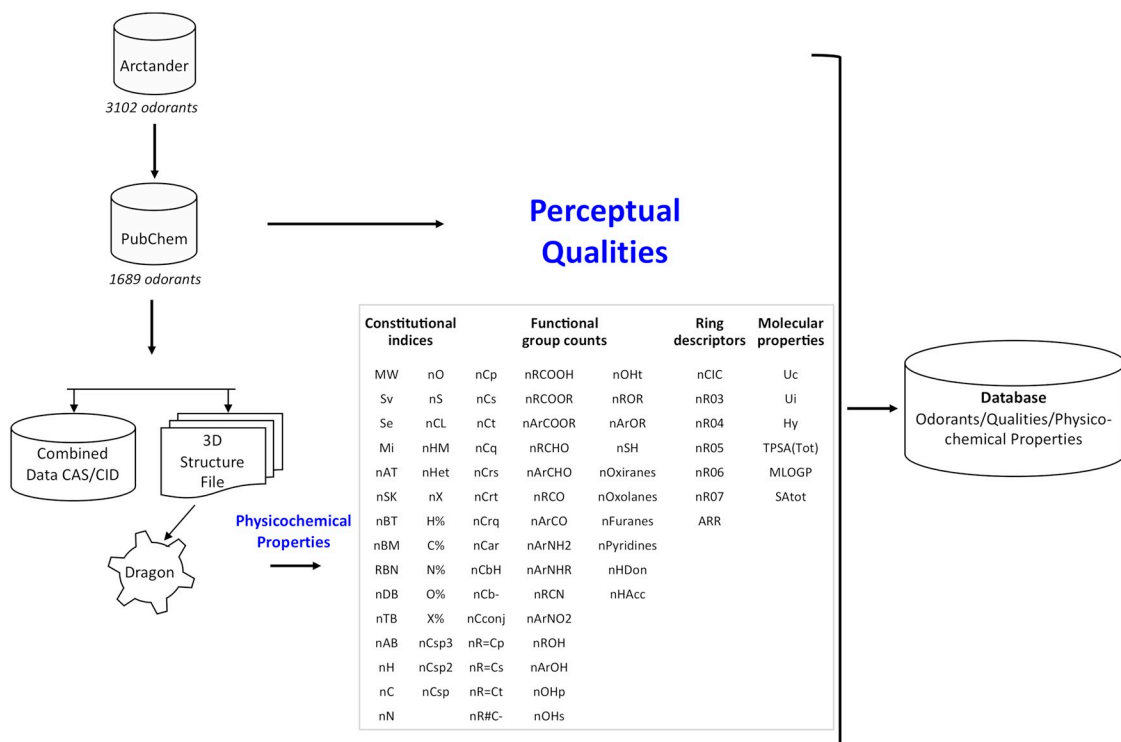 Arctander
3102 odorants
PubChem
1689 odorants
Perceptual
Qualities
Combined
Data CAS/CID
3D
Structure
File
Dragon
Physicochemical
Properties
Constitutional
indices
Functional
group counts
Ring
descriptors
Molecular
properties
MW nO nCp nRCOOH nOHt nCIC Uc
Sv nS nCs nRCOOR nROR nR03 Ui
Se nCL nCt nArCOOR nArOR nR04 Hy
Mi nHM nCq nRCHO nSH nR05 TPSA(Tot)
nAT nHet nCrs nArCHO nOxiranes nR06 MLOGP
nSK nX nCrt nRCO nOxolanes nR07 SAtot
nBT H% nCrq nArCO nFuranes ARR
nBM C% nCar nArNH2 nPyridines
RBN N% nCbH nArNHR nHDon
nDB O% nCb- nRCN nHAcc
nTB X% nCconj nArNO2
nAB nCsp3 nR=Cp nROH
nH nCsp2 nR=Cs nArOH
nC nCsp nR=Ct nOHp
nN nR#C- nOHs
Database
Odorants/Qualities/Physico-
chemical Properties